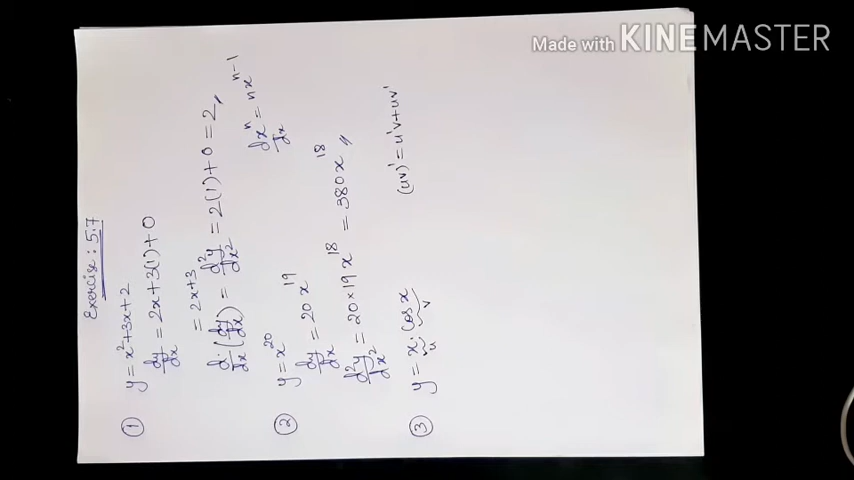 Made with KINEMASTER
Exercise : 5.7
① y = x² + 3x + 2
dy/dx = 2x + 3(1) + 0
= 2x + 3
d/dx (dy/dx) = d²y/dx² = 2(1) + 0 = 2,
dxⁿ/dx = nxⁿ⁻¹
② y = x²⁰
dy/dx = 20 x¹⁹
d²y/dx² = 20 × 19 x¹⁸ = 380x¹⁸ //
③ y = x . cos x
u v
(uv)' = u'v + uv'